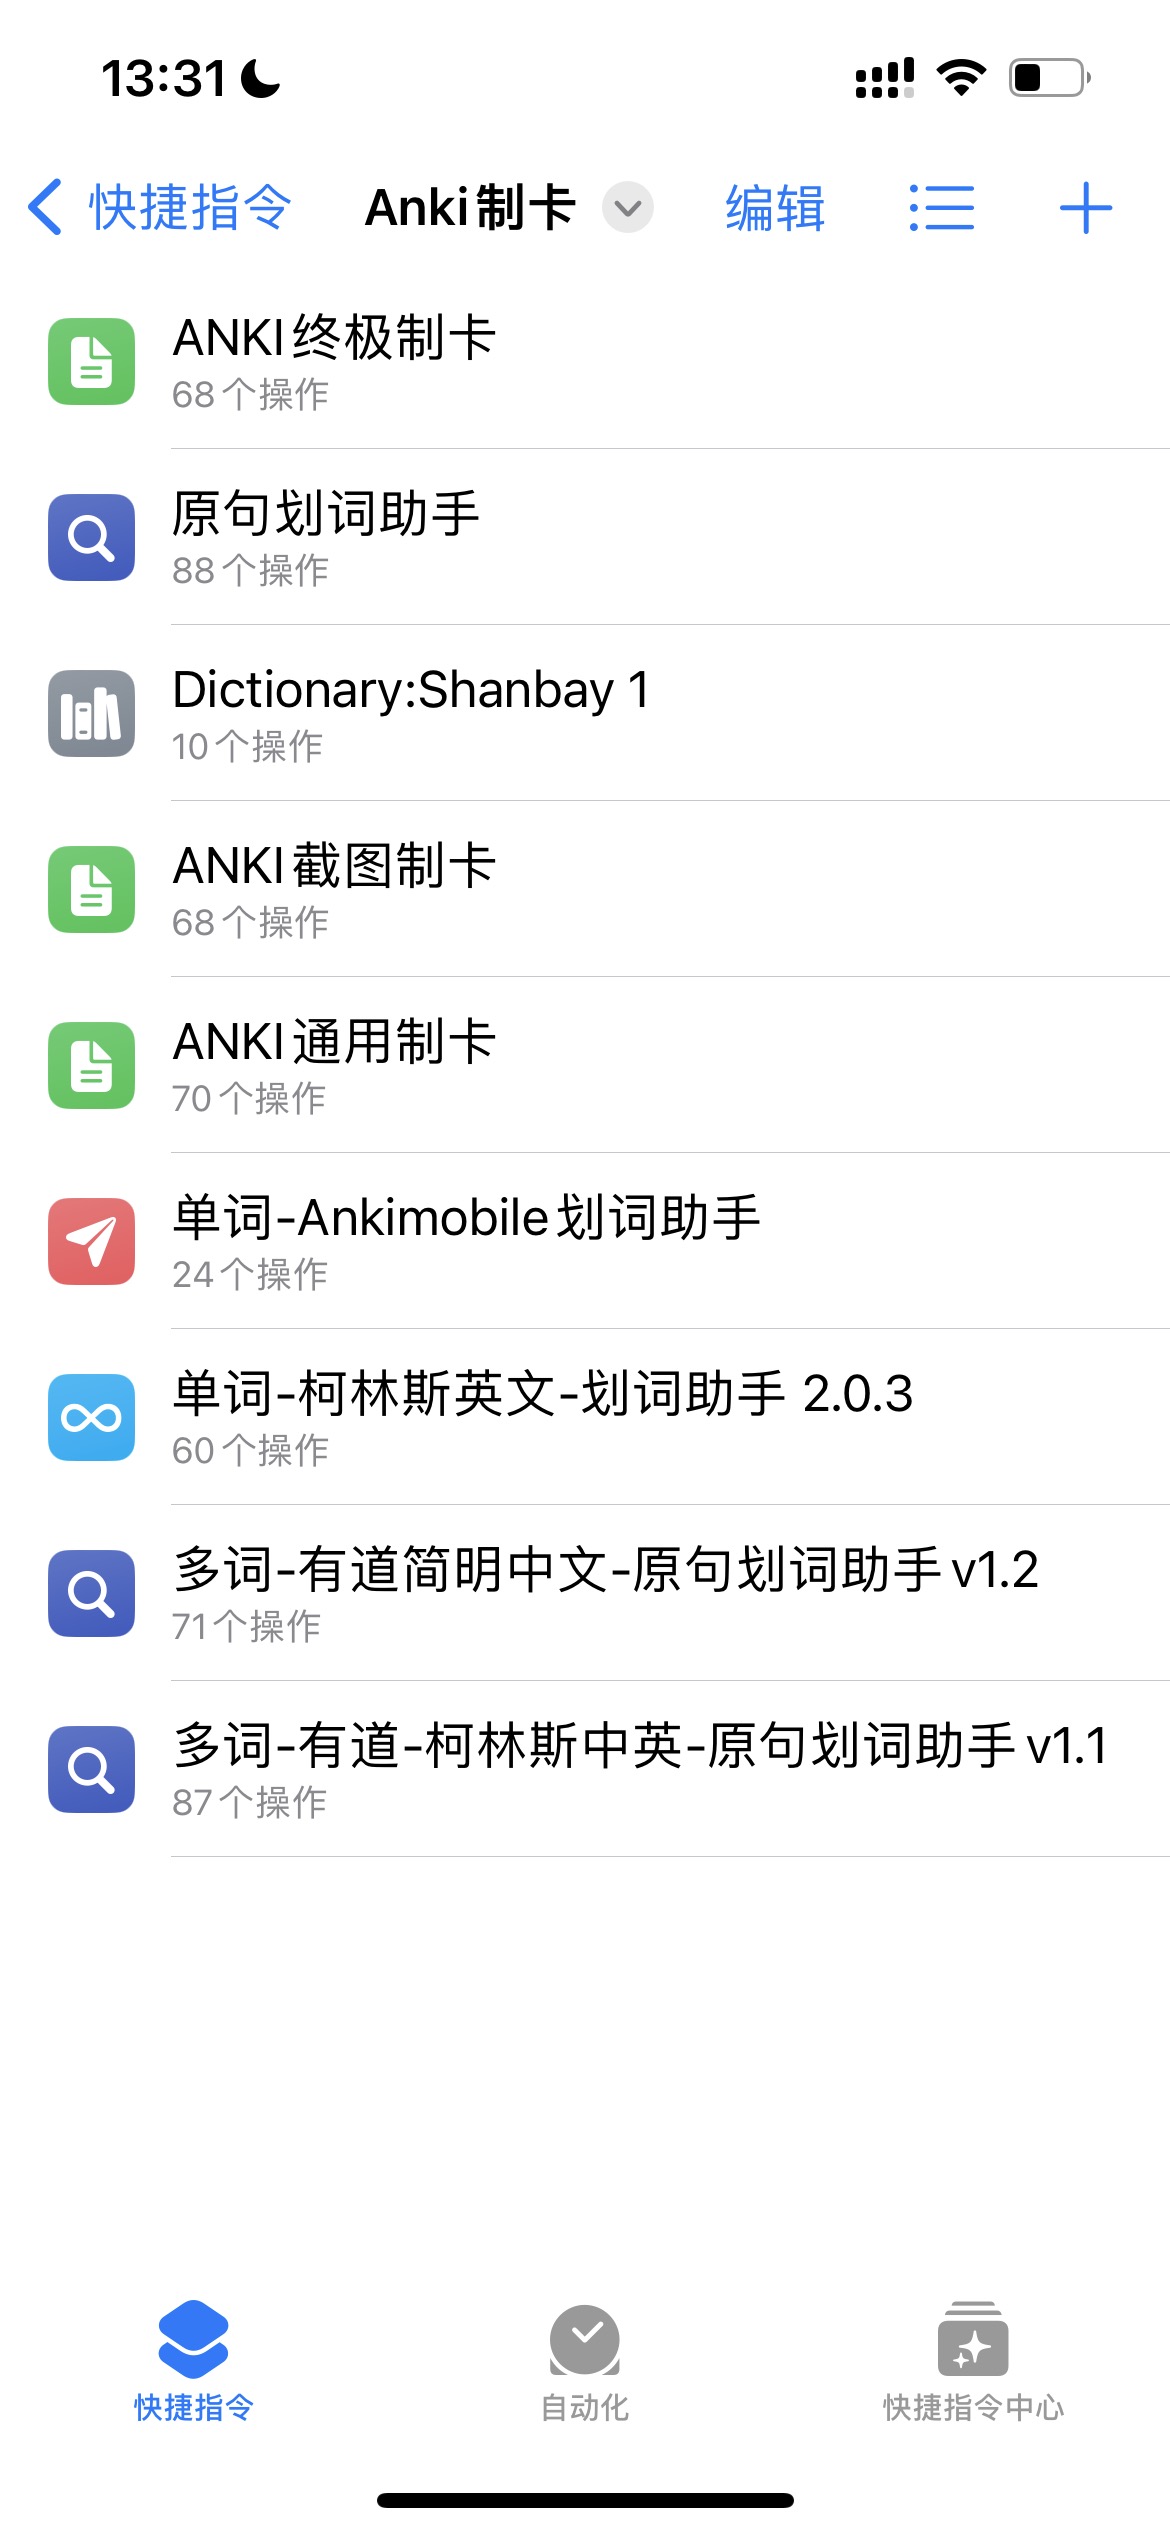 13:31
快捷指令 Anki制卡 编辑
ANKI终极制卡
68个操作
原句划词助手
88个操作
Dictionary:Shanbay 1
10个操作
ANKI截图制卡
68个操作
ANKI通用制卡
70个操作
单词-Ankimobile划词助手
24个操作
单词-柯林斯英文-划词助手 2.0.3
60个操作
多词-有道简明中文-原句划词助手v1.2
71个操作
多词-有道-柯林斯中英-原句划词助手v1.1
87个操作
快捷指令 自动化 快捷指令中心